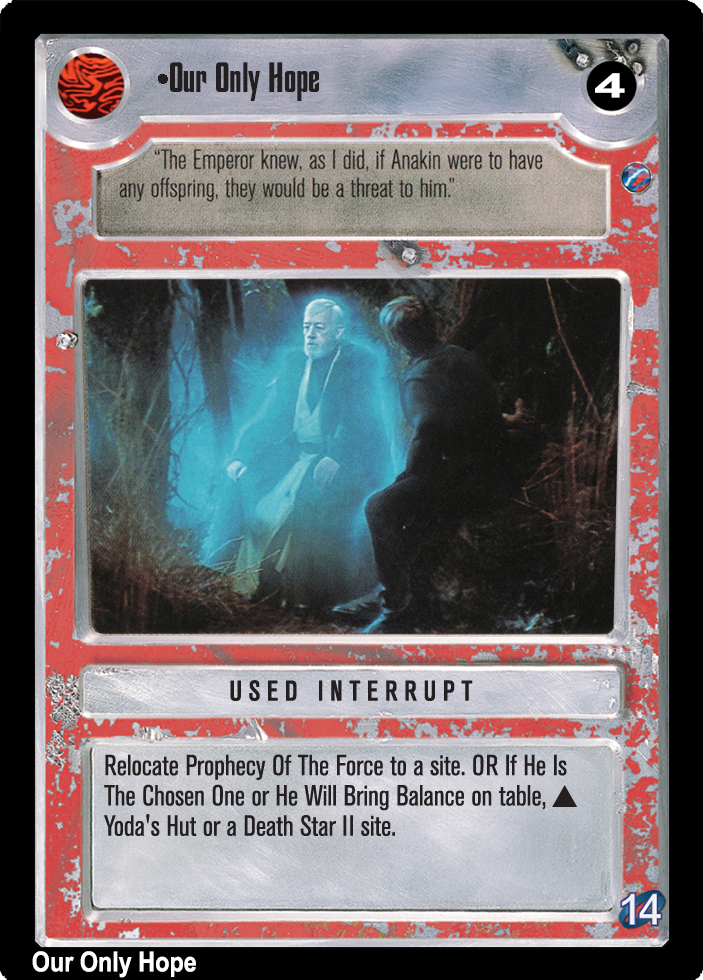 •Our Only Hope
4
“The Emperor knew, as I did, if Anakin were to have
any offspring, they would be a threat to him.”
USED INTERRUPT
Relocate Prophecy Of The Force to a site. OR If He Is
The Chosen One or He Will Bring Balance on table, ▲
Yoda's Hut or a Death Star II site.
14
Our Only Hope